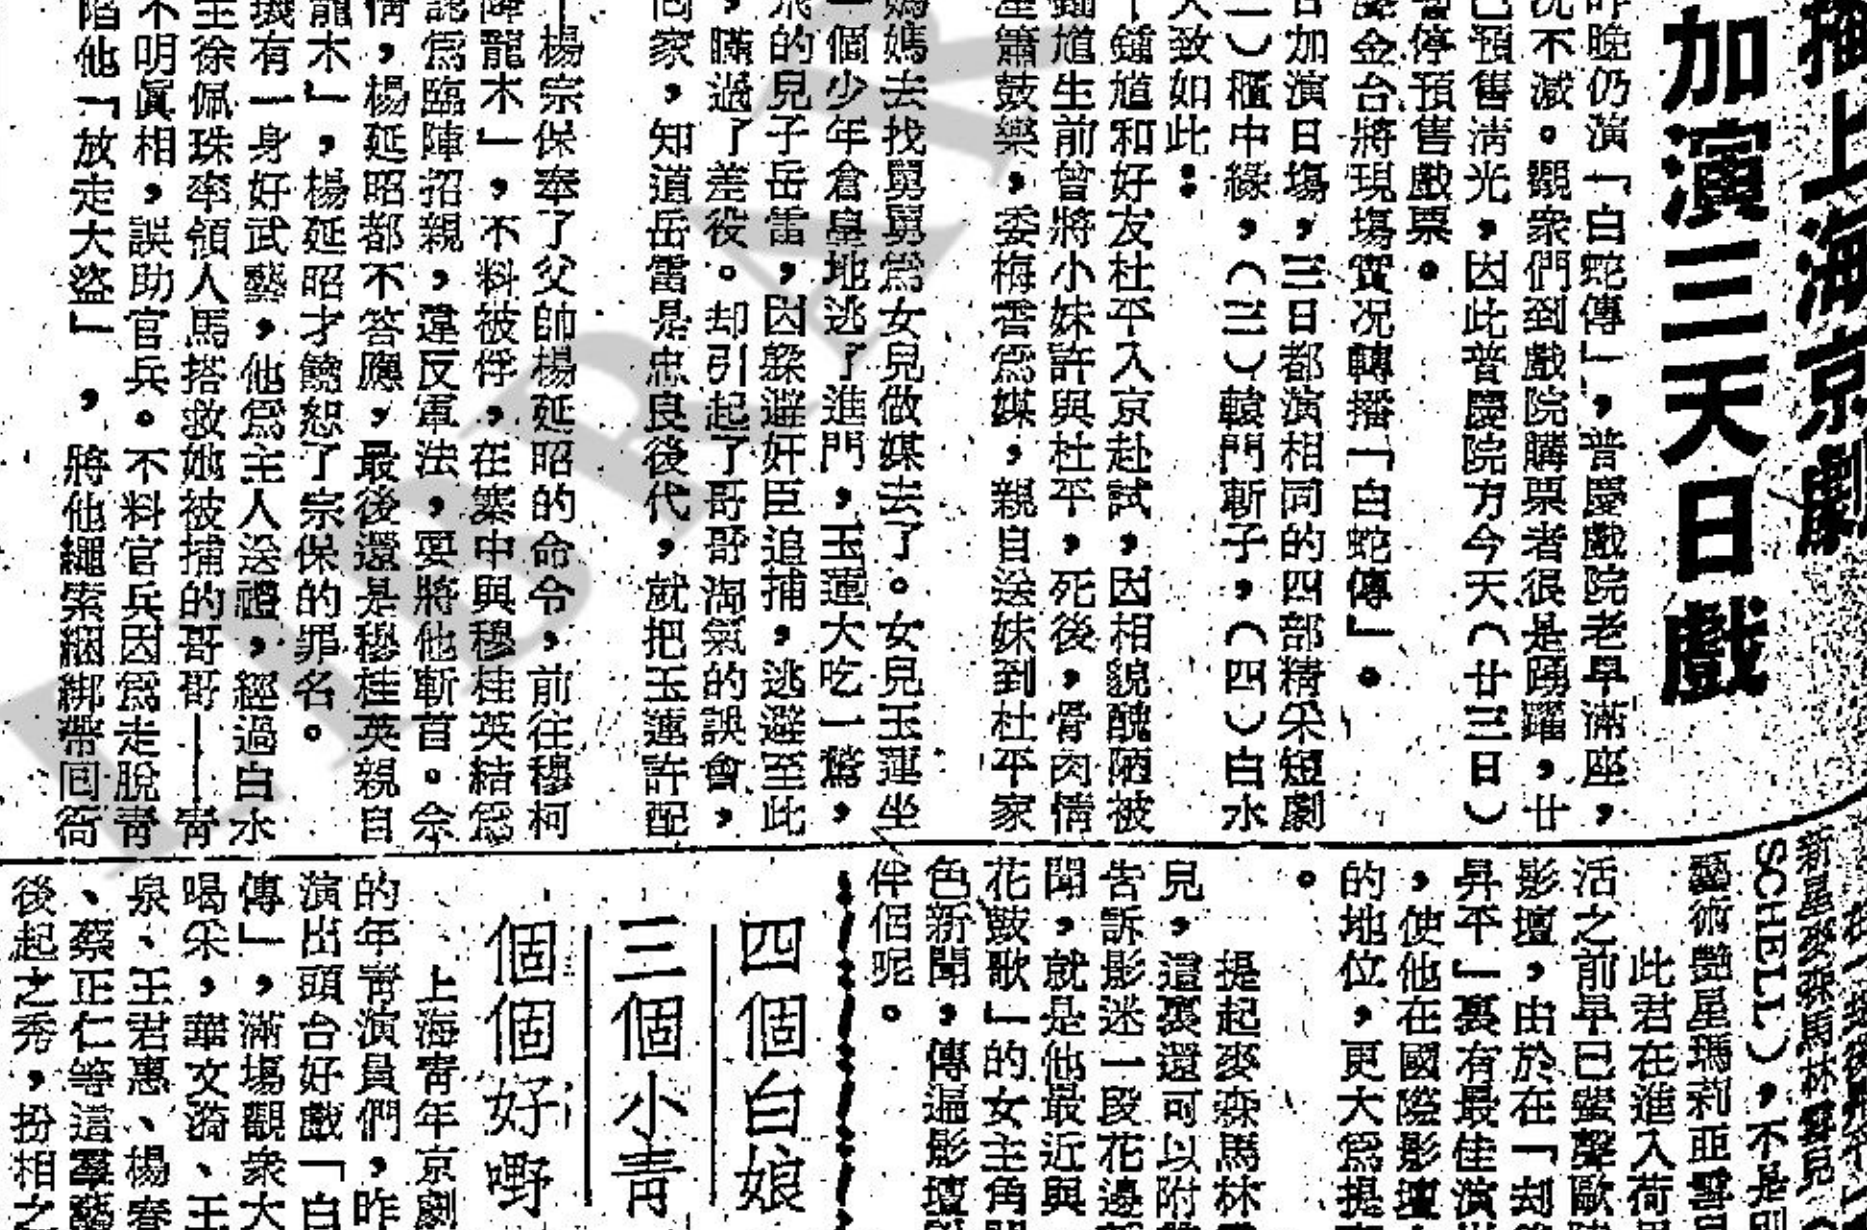 上海京劇
加演三天日戲
昨晚仍演「白蛇傳」，普慶戲院老早滿座，
况不減。觀衆們到戲院購票者很是踴躍，廿
已預售淸光，因此普慶院方今天（廿三日）
暫停預售戲票。
金台將現場實况轉播「白蛇傳」。
日加演日場，三日都演相同的四部精采短劇
一）櫃中緣，（三）轅門斬子，（四）白水
大致如此：
鍾馗和好友杜平入京赴試，因相貌醜陋被
馗生前曾將小妹許與杜平，死後，骨肉情
簫鼓樂，委梅香爲媒，親自送妹到杜平家
媽媽去找舅舅爲女兒做媒去了。女兒玉蓮坐
一個少年倉皇地逃了進門，玉蓮大吃一驚，
飛的兒子岳雷，因躱避奸臣追捕，逃避至此
，瞞過了差役。却引起了哥哥淘氣的誤會，
回家，知道岳雷是忠良後代，就把玉蓮許配
楊宗保奉了父帥楊延昭的命令，前往穆柯
降龍木」，不料被俘，在寨中與穆桂英結爲
認爲臨陣招親，違反軍法，要將他斬首。佘
情，楊延昭都不答應，最後還是穆桂英親自
龍木」，楊延昭才饒恕了宗保的罪名。
有一身好武藝，他爲主人送禮，經過白水
主徐佩珠率領人馬搭救她被捕的哥哥——靑
不明眞相，誤助官兵。不料官兵因爲走脫靑
陷他「放走大盜」，將他繩索綑綁帶囘衙
SCHELL），不是
藝術艷星瑪莉亞雪
此君在進入荷
活之前早已蜚聲歐
影壇，由於在「刦
昇平」裏有最佳演
，使他在國際影壇
的地位，更大爲提
。
提起麥森馬林
見，這裏還可以附
告訴影迷一段花邊
聞，就是他最近與
花鼓歌」的女主角
色新聞，傳遍影壇
伴侶呢。
四個白娘
三個小靑
個個好嘢
上海靑年京劇
的年靑演員們，昨
演出頭台好戲「白
傳」，滿場觀衆大
喝采，華文漪、王
泉、王君惠、楊春
、蔡正仁等這羣藝
後起之秀，扮相之